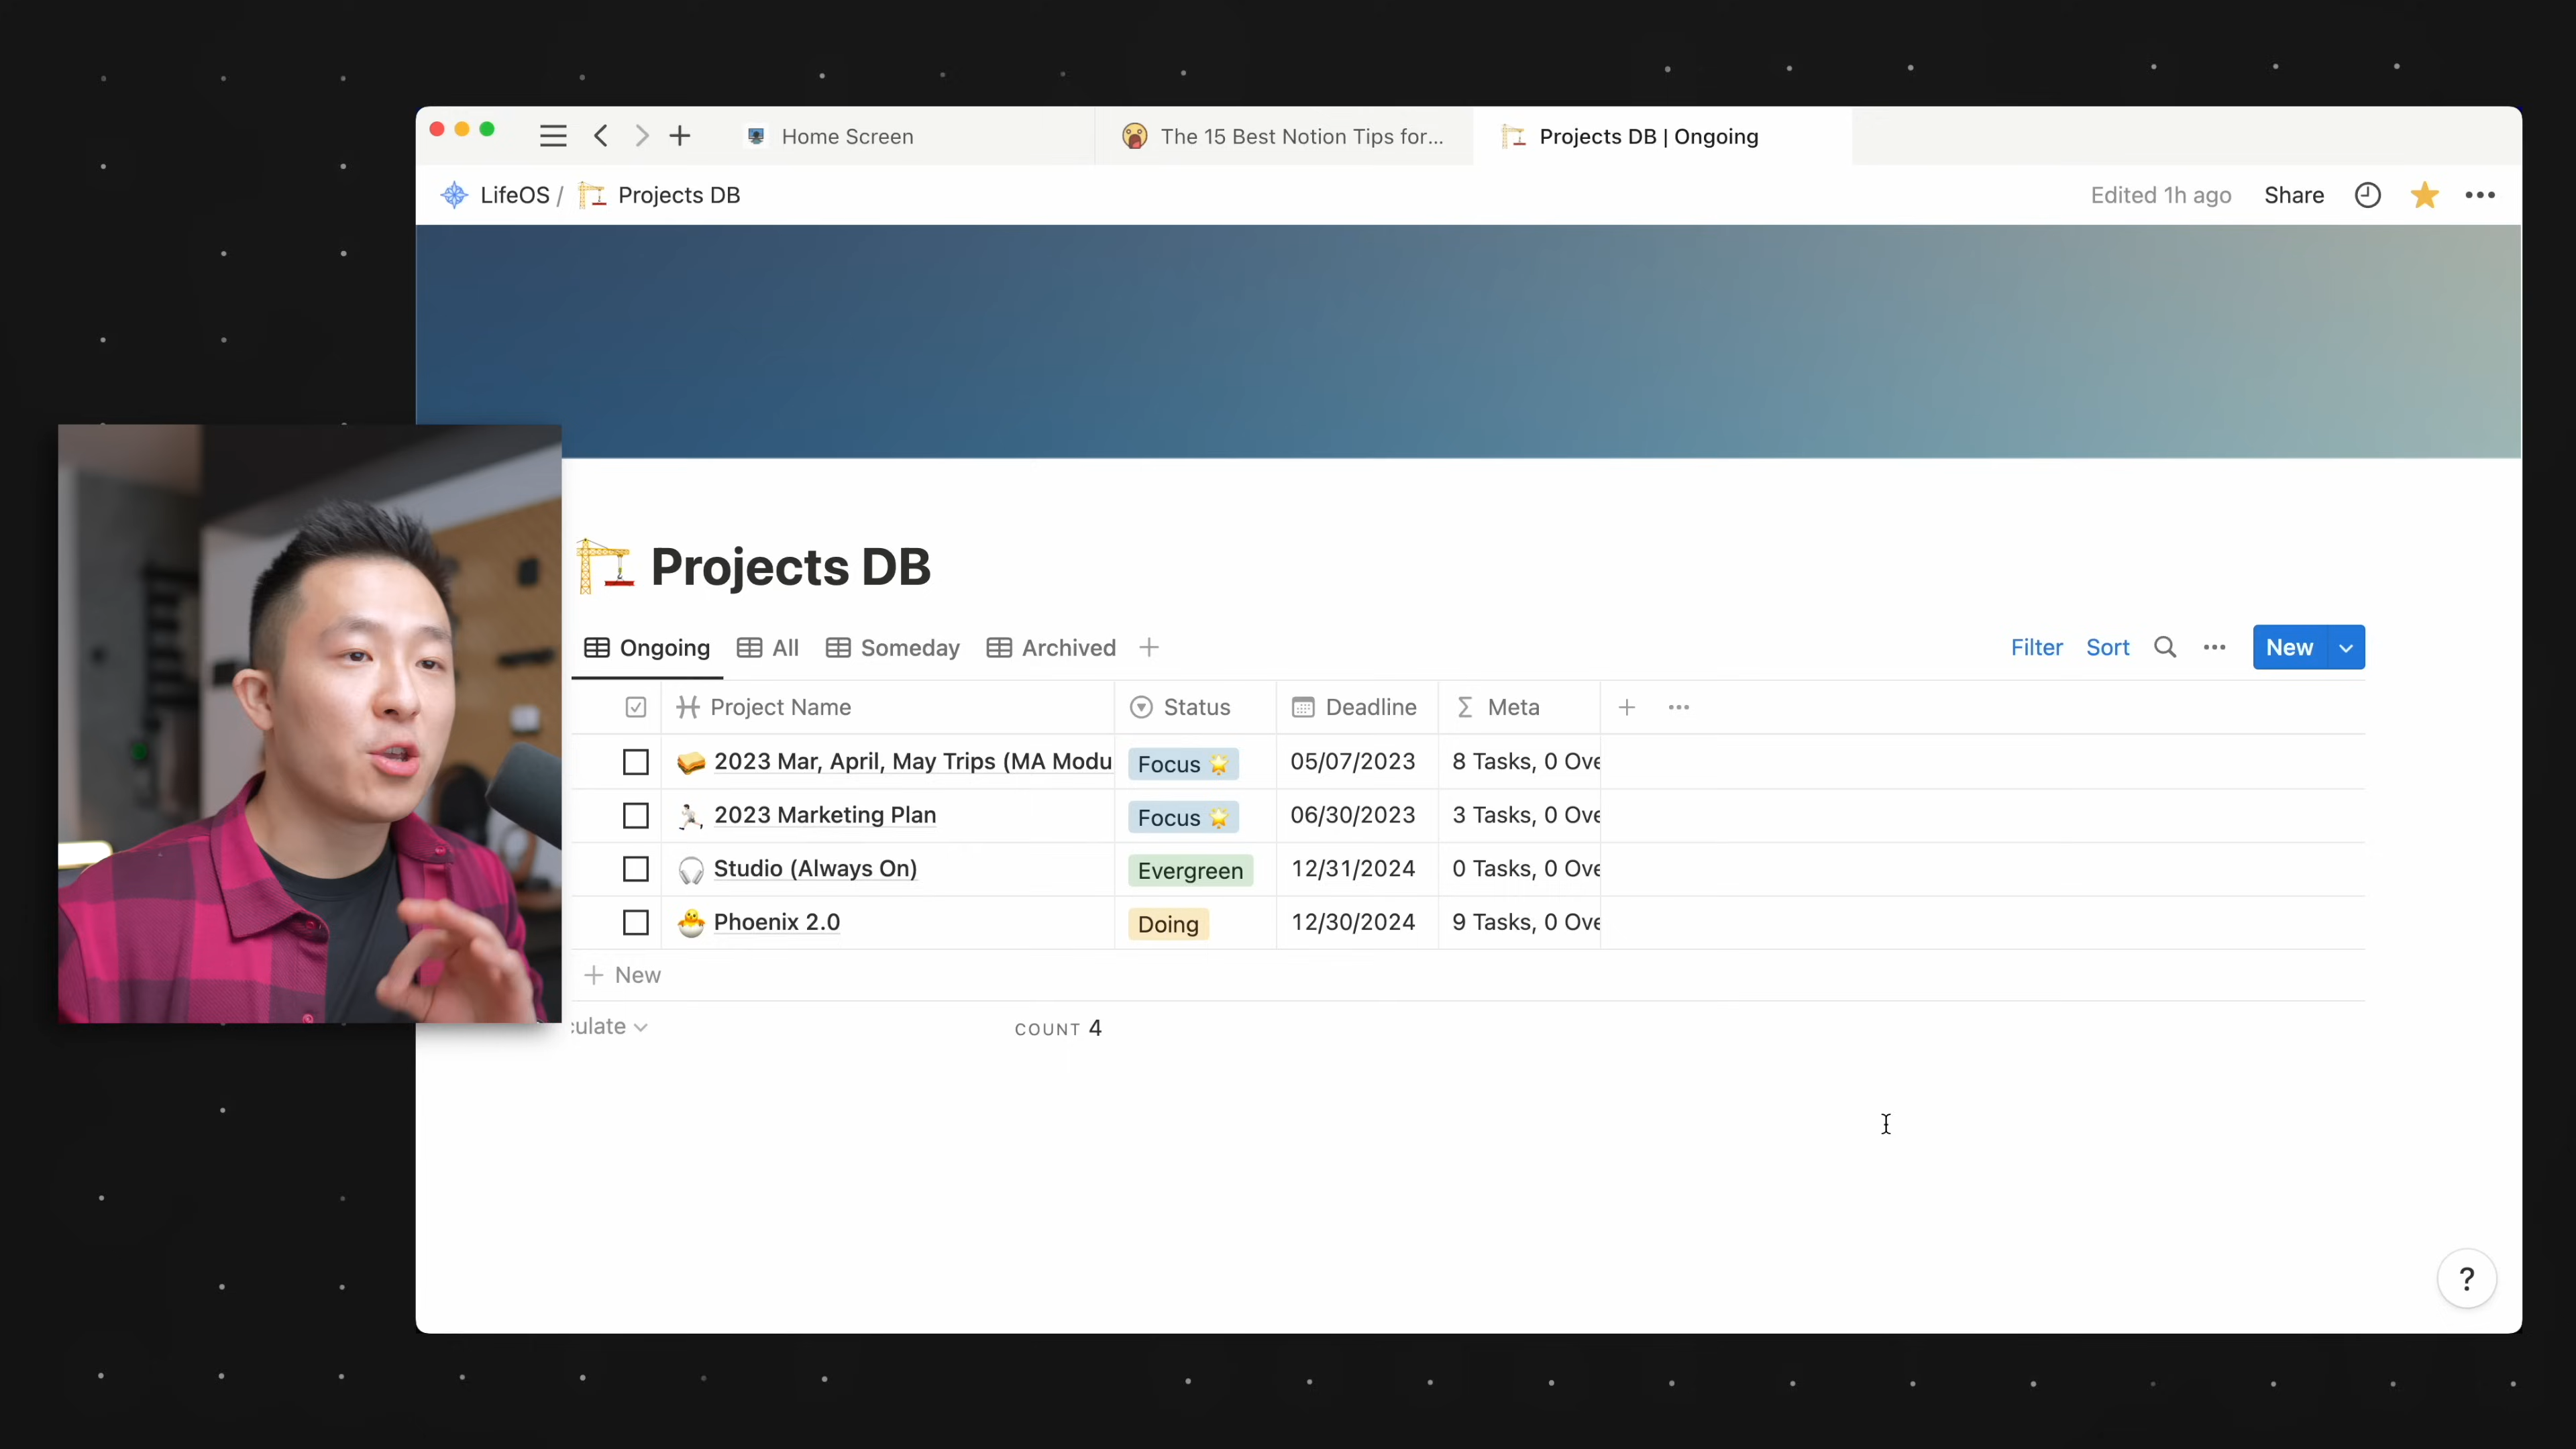 Home Screen
The 15 Best Notion Tips for...
Projects DB | Ongoing
LifeOS / Projects DB
Edited 1h ago Share
Projects DB
Ongoing All Someday Archived
Filter Sort New
Project Name Status Deadline Meta
2023 Mar, April, May Trips (MA Modu Focus 05/07/2023 8 Tasks, 0 Ove
2023 Marketing Plan Focus 06/30/2023 3 Tasks, 0 Ove
Studio (Always On) Evergreen 12/31/2024 0 Tasks, 0 Ove
Phoenix 2.0 Doing 12/30/2024 9 Tasks, 0 Ove
+ New
culate COUNT 4
?